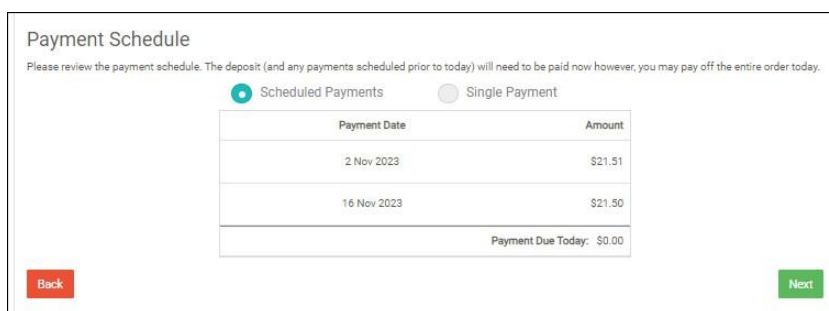 Payment Schedule
Please review the payment schedule. The deposit (and any payments scheduled prior to today) will need to be paid now however, you may pay off the entire order today.
Scheduled Payments Single Payment
Payment Date Amount
2 Nov 2023 $21.51
16 Nov 2023 $21.50
Payment Due Today: $0.00
Back Next